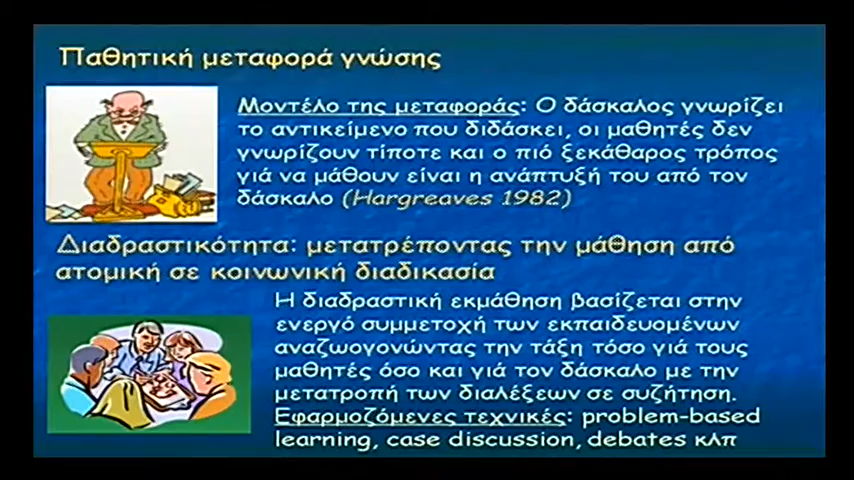 Παθητική μεταφορά γνώσης
Μοντέλο της μεταφοράς: Ο δάσκαλος γνωρίζει
το αντικείμενο που διδάσκει, οι μαθητές δεν
γνωρίζουν τίποτε και ο πιό ξεκάθαρος τρόπος
γιά να μάθουν είναι η ανάπτυξή του από τον
δάσκαλο (Hargreaves 1982)
Διαδραστικότητα: μετατρέποντας την μάθηση από
ατομική σε κοινωνική διαδικασία
Η διαδραστική εκμάθηση βασίζεται στην
ενεργό συμμετοχή των εκπαιδευομένων
αναζωογονώντας την τάξη τόσο γιά τους
μαθητές όσο και γιά τον δάσκαλο με την
μετατροπή των διαλέξεων σε συζήτηση.
Εφαρμοζόμενες τεχνικές: problem-based
learning, case discussion, debates κλπ